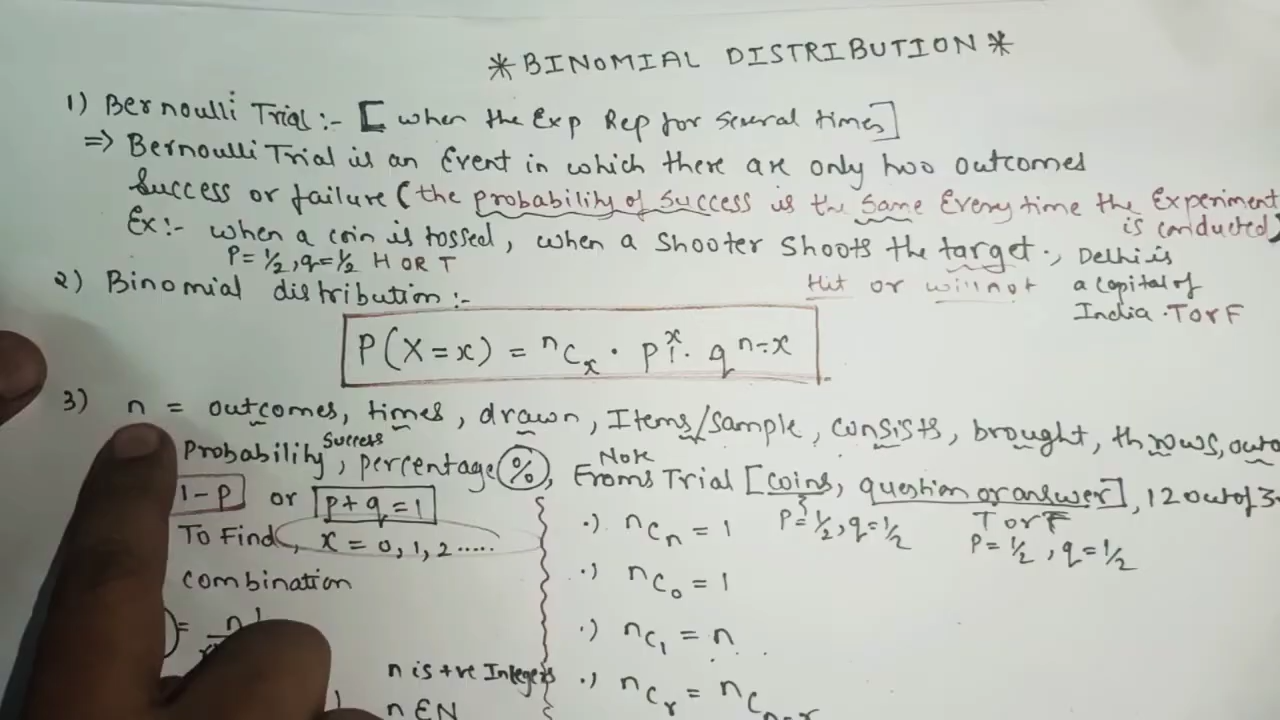 *BINOMIAL DISTRIBUTION*
1) Bernoulli Trial:- [when the Exp Rep for several times]
=> Bernoulli Trial is an Event in which there are only two outcomes
Success or failure (the probability of success is the same Every time the Experiment
is conducted)
Ex:- when a coin is tossed, when a shooter shoots the target., Delhi is
P=1/2, q=1/2 H OR T
Hit or will not
a capital of
India. T or F
2) Binomial distribution:-
P(X=x) = ⁿCₓ · pˣ · qⁿ⁻ˣ
3) n = outcomes, times, drawn, Items/Sample, consists, brought, throws, outo
Success
Probability, percentage (%), From Trial [coins, question or answer], 12 out of 3
Note
1-p or p+q=1
P=1/2, q=1/2
T or F
P=1/2, q=1/2
To Find, x = 0, 1, 2.....
combination
n is +ve Integers
n ∈ N
·) ⁿCₙ = 1
·) ⁿC₀ = 1
·) ⁿC₁ = n
·) ⁿCᵣ = ⁿCₙ₋ᵣ